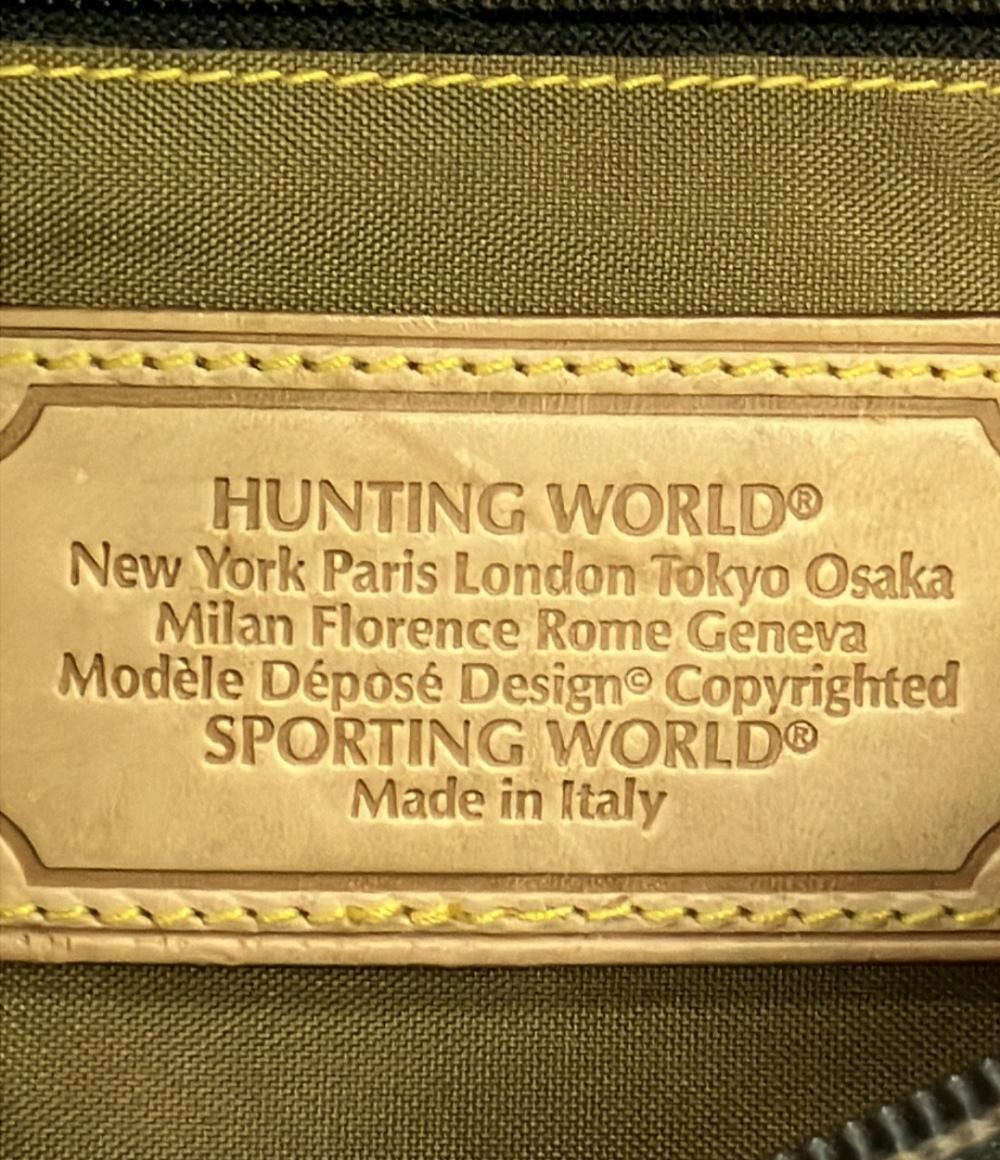 HUNTING WORLD®
New York Paris London Tokyo Osaka
Milan Florence Rome Geneva
Modèle Déposé Design© Copyrighted
SPORTING WORLD®
Made in Italy